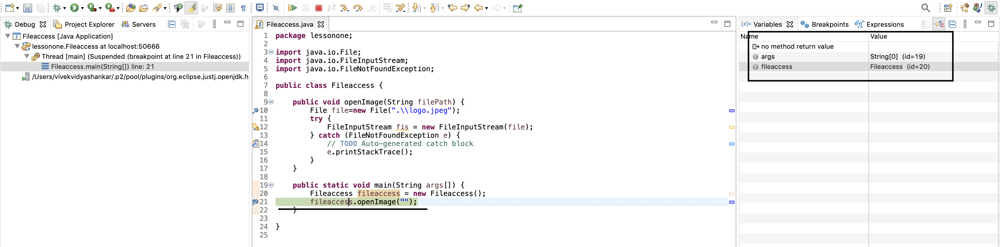 Debug
Project Explorer
Servers
Fileaccess [Java Application]
lessonone.Fileaccess at localhost:50666
Thread [main] (Suspended (breakpoint at line 21 in Fileaccess))
Fileaccess.main(String[]) line: 21
/Users/vivekvidyashankar/.p2/pool/plugins/org.eclipse.justj.openjdk.h
Fileaccess.java
1 package lessonone;
2
3 import java.io.File;
4 import java.io.FileInputStream;
5 import java.io.FileNotFoundException;
6
7 public class Fileaccess {
8
9 public void openImage(String filePath) {
10 File file=new File(".\\logo.jpeg");
11 try {
12 FileInputStream fis = new FileInputStream(file);
13 } catch (FileNotFoundException e) {
14 // TODO Auto-generated catch block
15 e.printStackTrace();
16 }
17 }
18
19 public static void main(String args[]) {
20 Fileaccess fileaccess = new Fileaccess();
21 fileaccess.openImage("");
22 }
23
24 }
25
(x)= Variables
Breakpoints
Expressions
Name Value
no method return value
args String[0] (id=19)
fileaccess Fileaccess (id=20)